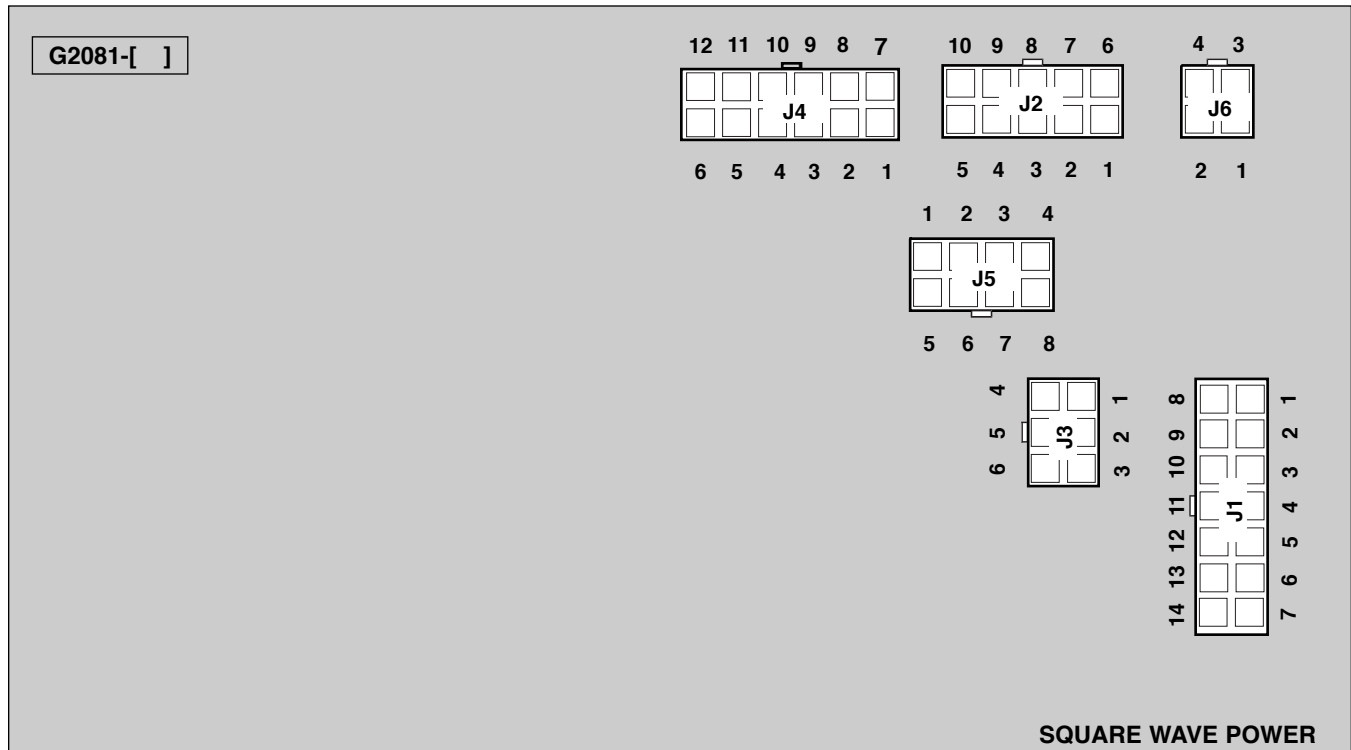 G2081-[ ]
12 11 10 9 8 7
J4
6 5 4 3 2 1
10 9 8 7 6
J2
5 4 3 2 1
4 3
J6
2 1
1 2 3 4
J5
5 6 7 8
4 1
5 J3 2
6 3
8 1
9 2
10 3
11 J1 4
12 5
13 6
14 7
SQUARE WAVE POWER